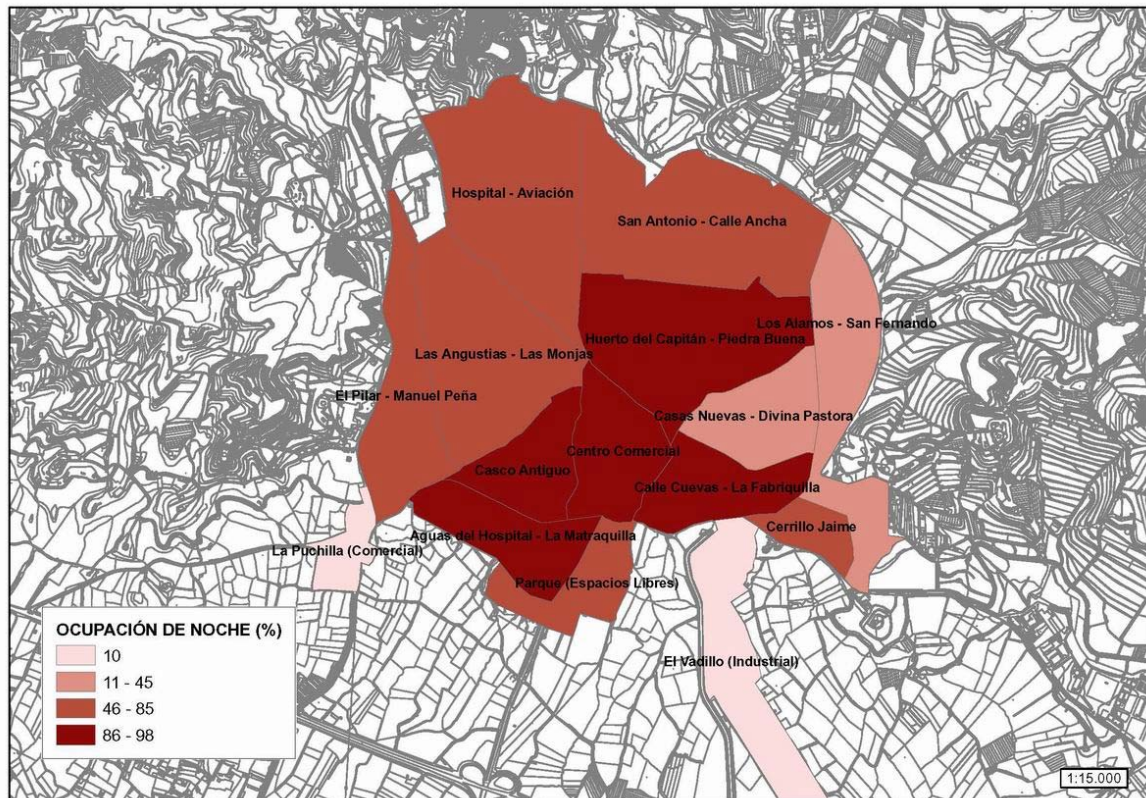 Hospital - Aviación
San Antonio - Calle Ancha
Los Alamos - San Fernando
Huerto del Capitán - Piedra Buena
Las Angustias - Las Monjas
El Pilar - Manuel Peña
Casas Nuevas - Divina Pastora
Centro Comercial
Casco Antiguo
Calle Cuevas - La Fabriquilla
Cerrillo Jaime
Aguas del Hospital - La Matraquilla
La Puchilla (Comercial)
Parque (Espacios Libres)
El Vadillo (Industrial)
OCUPACIÓN DE NOCHE (%)
10
11 - 45
46 - 85
86 - 98
1:15.000